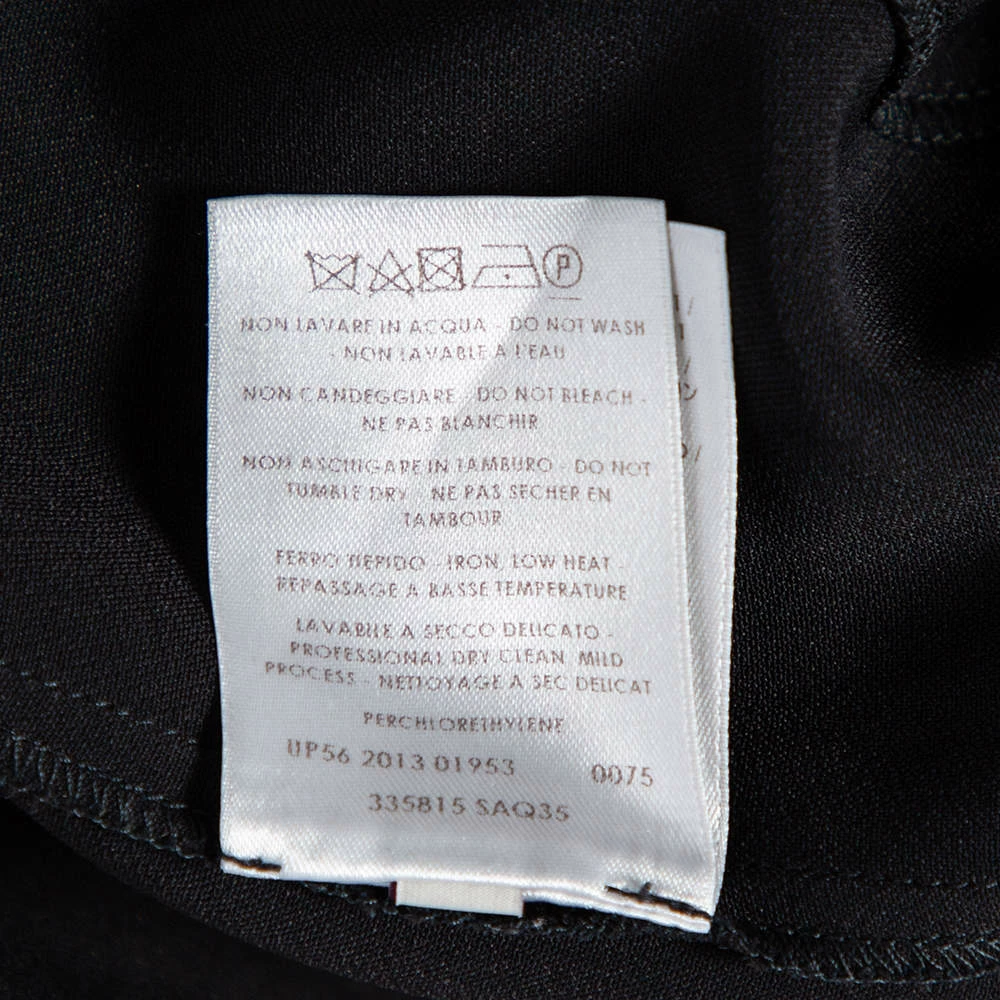 P
NON LAVARE IN ACQUA - DO NOT WASH
- NON LAVABLE A L'EAU
NON CANDEGGIARE - DO NOT BLEACH -
NE PAS BLANCHIR
NON ASCIUGARE IN TAMBURO - DO NOT
TUMBLE DRY - NE PAS SECHER EN
TAMBOUR
FERRO TIEPIDO - IRON, LOW HEAT -
REPASSAGE A BASSE TEMPERATURE
LAVABILE A SECCO DELICATO -
PROFESSIONAL DRY CLEAN MILD
PROCESS - NETTOYAGE A SEC DELICAT
PERCHLORETHYLENE
UP56 2013 01953 0075
335815 SAQ35